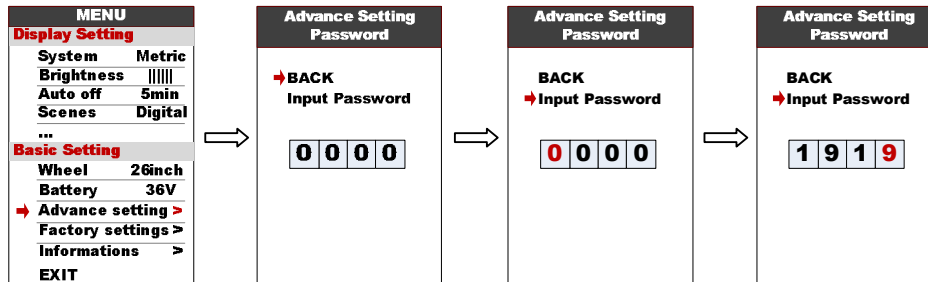 MENU
Display Setting
System Metric
Brightness ||||||
Auto off 5min
Scenes Digital
...
Basic Setting
Wheel 26inch
Battery 36V
Advance setting >
Factory settings >
Informations >
EXIT
Advance Setting
Password
BACK
Input Password
0 0 0 0
Advance Setting
Password
BACK
Input Password
0 0 0 0
Advance Setting
Password
BACK
Input Password
1 9 1 9